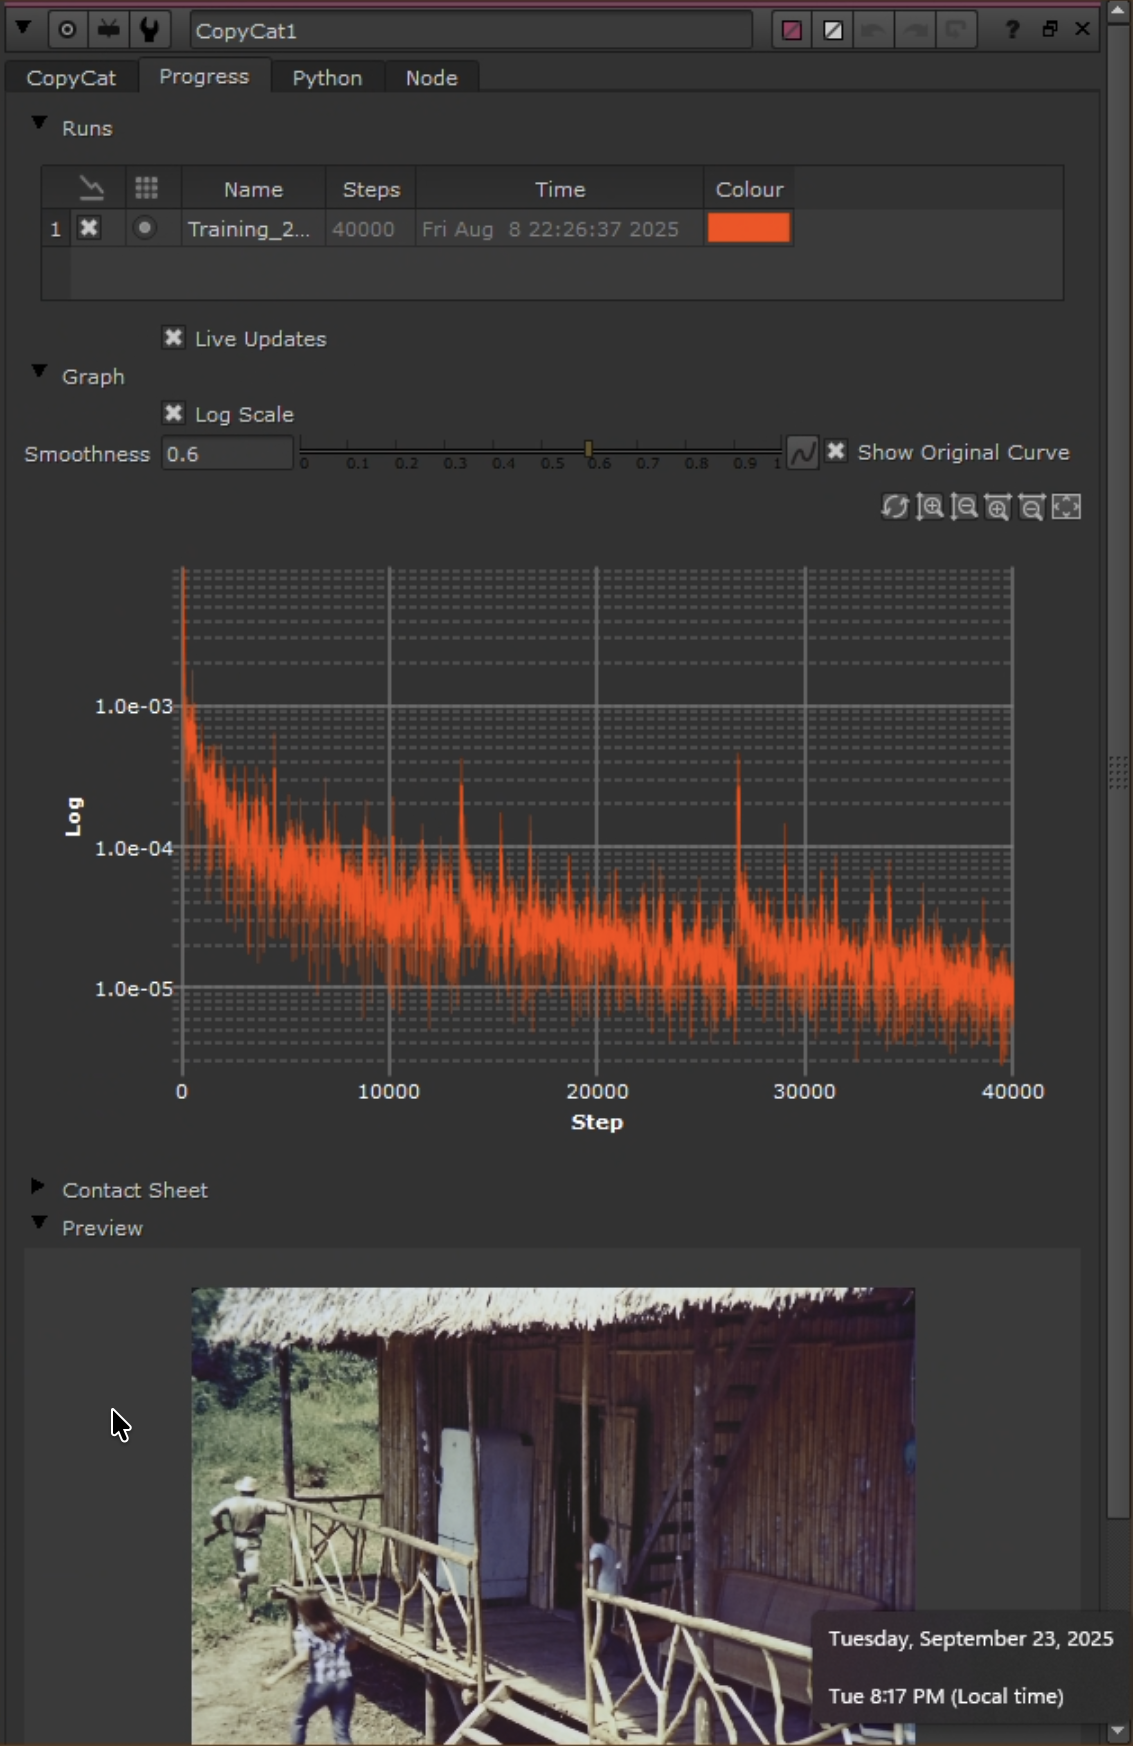 CopyCat1
?
CopyCat Progress Python Node
Runs
Name Steps Time Colour
1 Training_2... 40000 Fri Aug 8 22:26:37 2025
Live Updates
Graph
Log Scale
Smoothness 0.6 0 0.1 0.2 0.3 0.4 0.5 0.6 0.7 0.8 0.9 1 Show Original Curve
1.0e-03
Log
1.0e-04
1.0e-05
0 10000 20000 30000 40000
Step
Contact Sheet
Preview
Tuesday, September 23, 2025
Tue 8:17 PM (Local time)